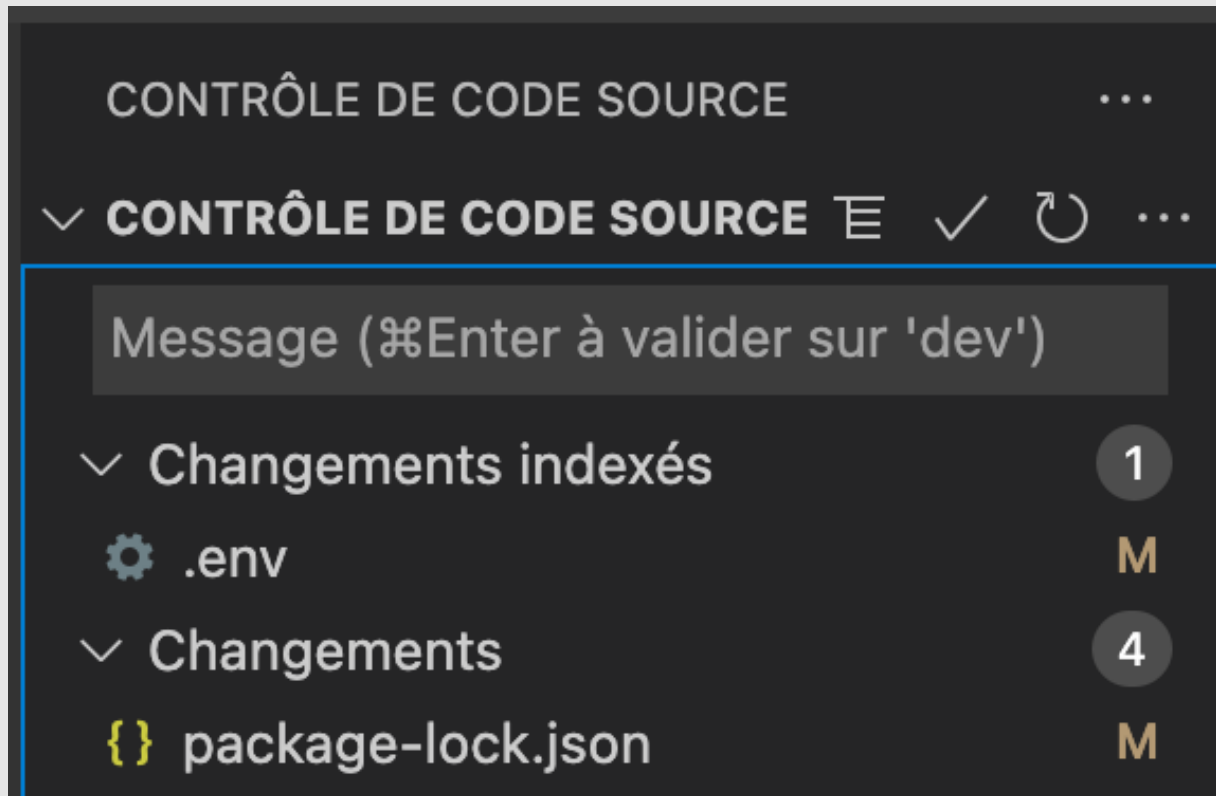 CONTRÔLE DE CODE SOURCE
CONTRÔLE DE CODE SOURCE
Message (⌘Enter à valider sur 'dev')
Changements indexés 1
.env M
Changements 4
package-lock.json M